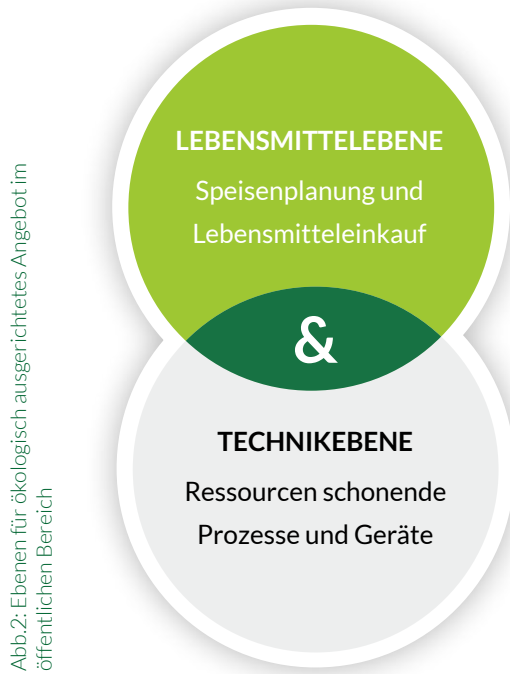 LEBENSMITTELEBENE
Speisenplanung und
Lebensmitteleinkauf
&
TECHNIKEBENE
Ressourcen schonende
Prozesse und Geräte
Abb.2: Ebenen für ökologisch ausgerichtetes Angebot im
öffentlichen Bereich